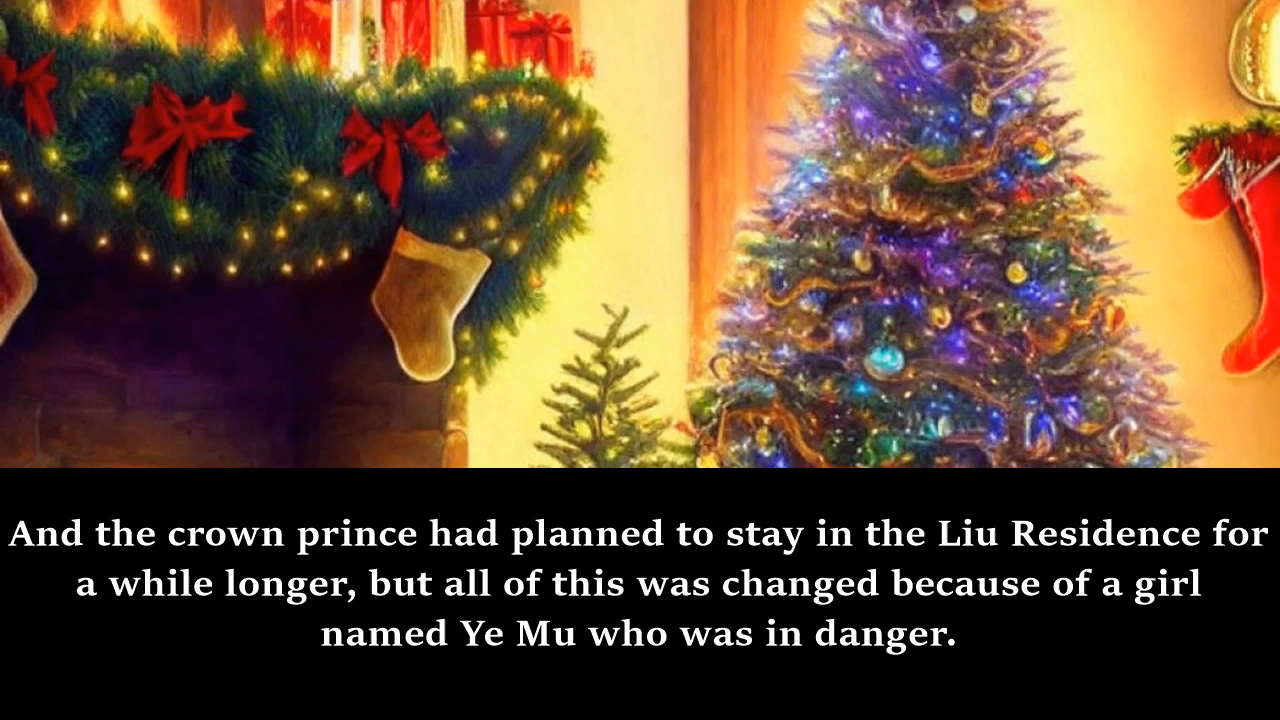 And the crown prince had planned to stay in the Liu Residence for
a while longer, but all of this was changed because of a girl
named Ye Mu who was in danger.